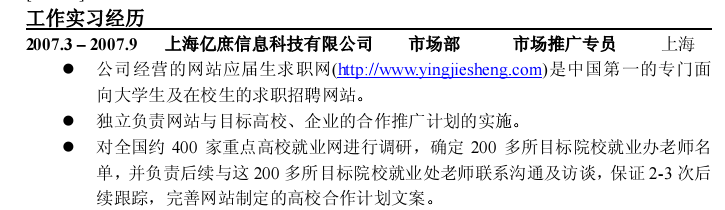 工作实习经历
2007.3 – 2007.9 上海亿庶信息科技有限公司 市场部 市场推广专员 上海
● 公司经营的网站应届生求职网(http://www.yingjiesheng.com)是中国第一的专门面
向大学生及在校生的求职招聘网站。
● 独立负责网站与目标高校、企业的合作推广计划的实施。
● 对全国约 400 家重点高校就业网进行调研，确定 200 多所目标院校就业办老师名
单，并负责后续与这 200 多所目标院校就业处老师联系沟通及访谈，保证 2-3 次后
续跟踪，完善网站制定的高校合作计划文案。